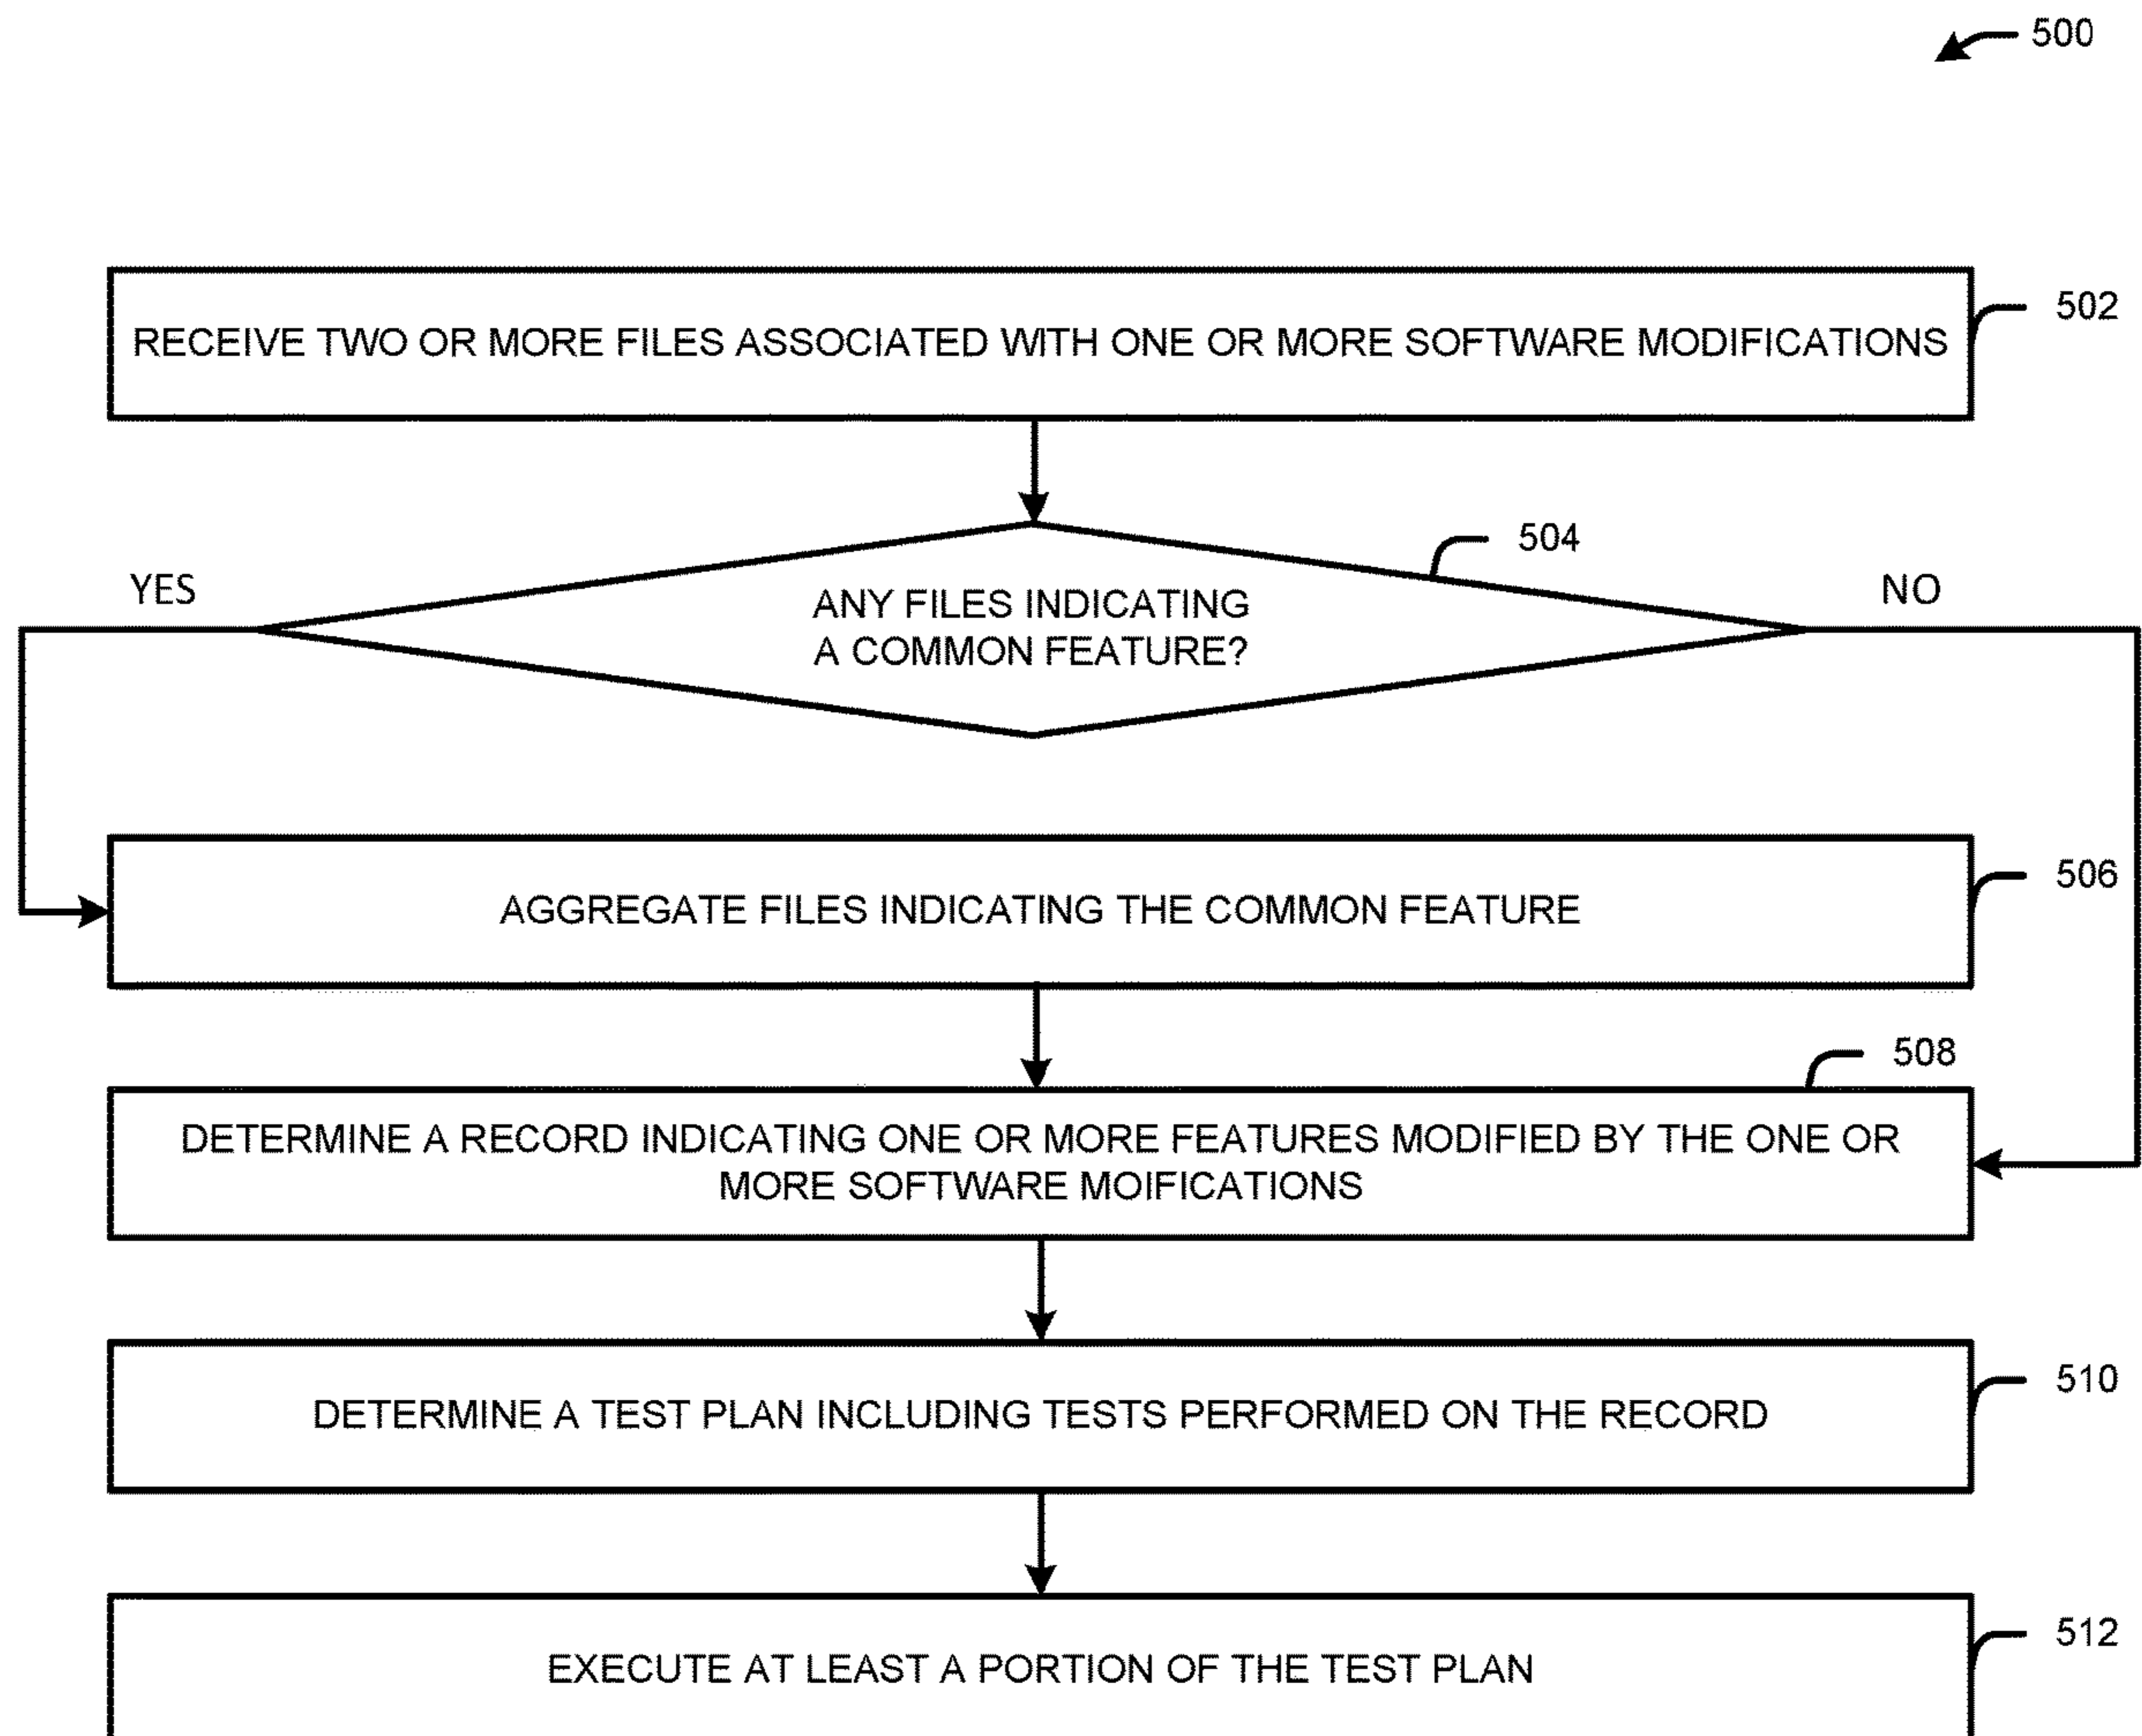 500
RECEIVE TWO OR MORE FILES ASSOCIATED WITH ONE OR MORE SOFTWARE MODIFICATIONS
502
504
YES
NO
ANY FILES INDICATING
A COMMON FEATURE?
AGGREGATE FILES INDICATING THE COMMON FEATURE
506
508
DETERMINE A RECORD INDICATING ONE OR MORE FEATURES MODIFIED BY THE ONE OR
MORE SOFTWARE MOIFICATIONS
DETERMINE A TEST PLAN INCLUDING TESTS PERFORMED ON THE RECORD
510
EXECUTE AT LEAST A PORTION OF THE TEST PLAN
512